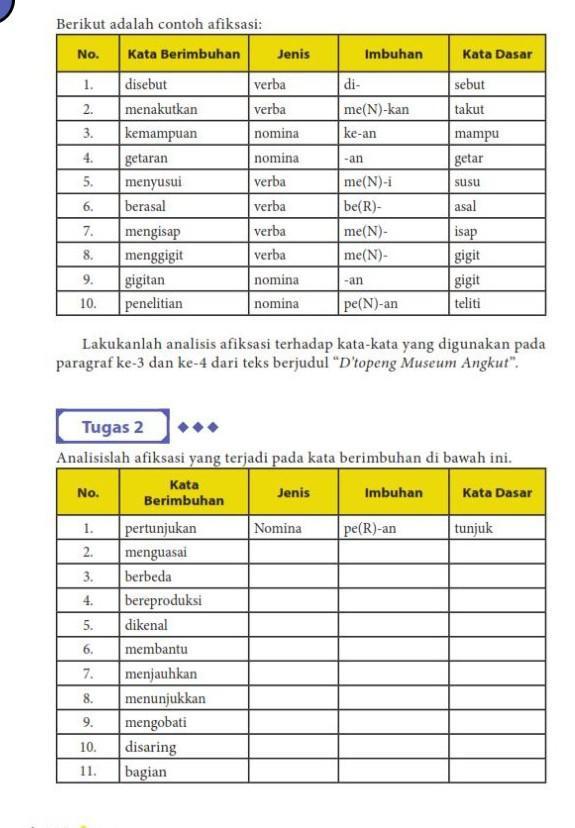 Berikut adalah contoh afiksasi:
No. Kata Berimbuhan Jenis Imbuhan Kata Dasar
1. disebut verba di- sebut
2. menakutkan verba me(N)-kan takut
3. kemampuan nomina ke-an mampu
4. getaran nomina -an getar
5. menyusui verba me(N)-i susu
6. berasal verba be(R)- asal
7. mengisap verba me(N)- isap
8. menggigit verba me(N)- gigit
9. gigitan nomina -an gigit
10. penelitian nomina pe(N)-an teliti
Lakukanlah analisis afiksasi terhadap kata-kata yang digunakan pada
paragraf ke-3 dan ke-4 dari teks berjudul “D’topeng Museum Angkut”.
Tugas 2
Analisislah afiksasi yang terjadi pada kata berimbuhan di bawah ini.
No. Kata Berimbuhan Jenis Imbuhan Kata Dasar
1. pertunjukan Nomina pe(R)-an tunjuk
2. menguasai
3. berbeda
4. bereproduksi
5. dikenal
6. membantu
7. menjauhkan
8. menunjukkan
9. mengobati
10. disaring
11. bagian